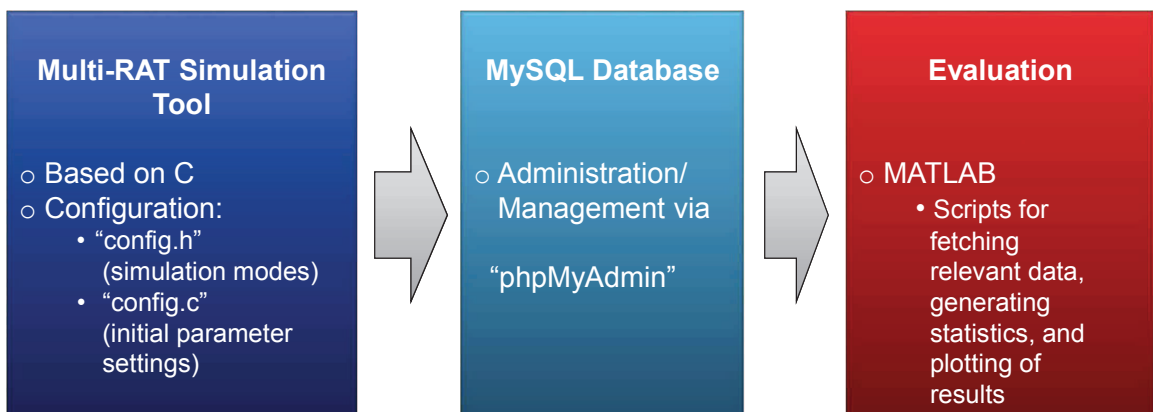 Multi-RAT Simulation
Tool
o Based on C
o Configuration:
• “config.h”
(simulation modes)
• “config.c”
(initial parameter
settings)
MySQL Database
o Administration/
Management via
“phpMyAdmin”
Evaluation
o MATLAB
• Scripts for
fetching
relevant data,
generating
statistics, and
plotting of
results